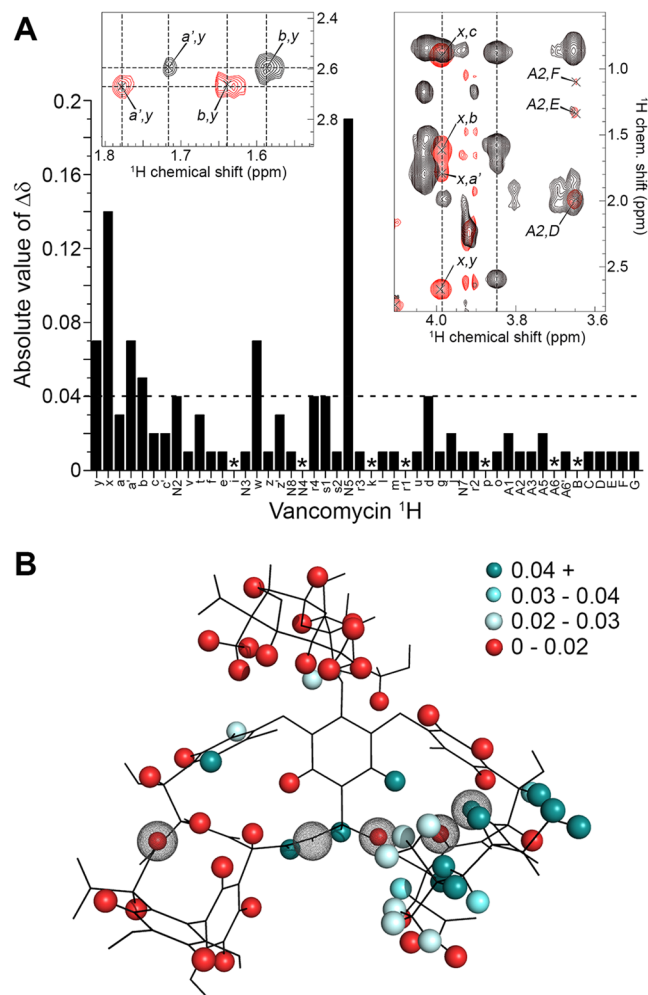 A
a',y
b,y
a',y
b,y
2.4
2.6
2.8
1.8 1.7 1.6
¹H chemical shift (ppm)
x,c
x,b
x,a'
x,y
A2,F
A2,E
A2,D
1.0
1.5
2.0
2.5
¹H chem. shift (ppm)
4.0 3.8 3.6
¹H chemical shift (ppm)
Absolute value of Δδ
0.2
0.16
0.12
0.08
0.04
0
* * * * * * *
y x a a' b c c' N2 v t f e i N3 w z z' N8 N4 r4 s1 s2 N5 r3 k l m r1 u d g j N7 r2 p o A1 A2 A3 A5 A6 A6' B C D E F G
Vancomycin ¹H
B
0.04 +
0.03 - 0.04
0.02 - 0.03
0 - 0.02